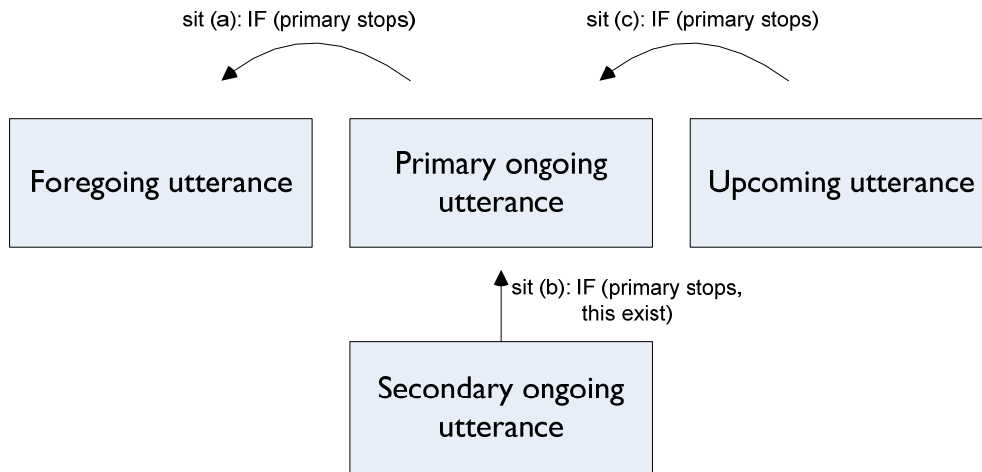 sit (a): IF (primary stops)
sit (c): IF (primary stops)
Foregoing utterance
Primary ongoing
utterance
Upcoming utterance
sit (b): IF (primary stops,
this exist)
Secondary ongoing
utterance